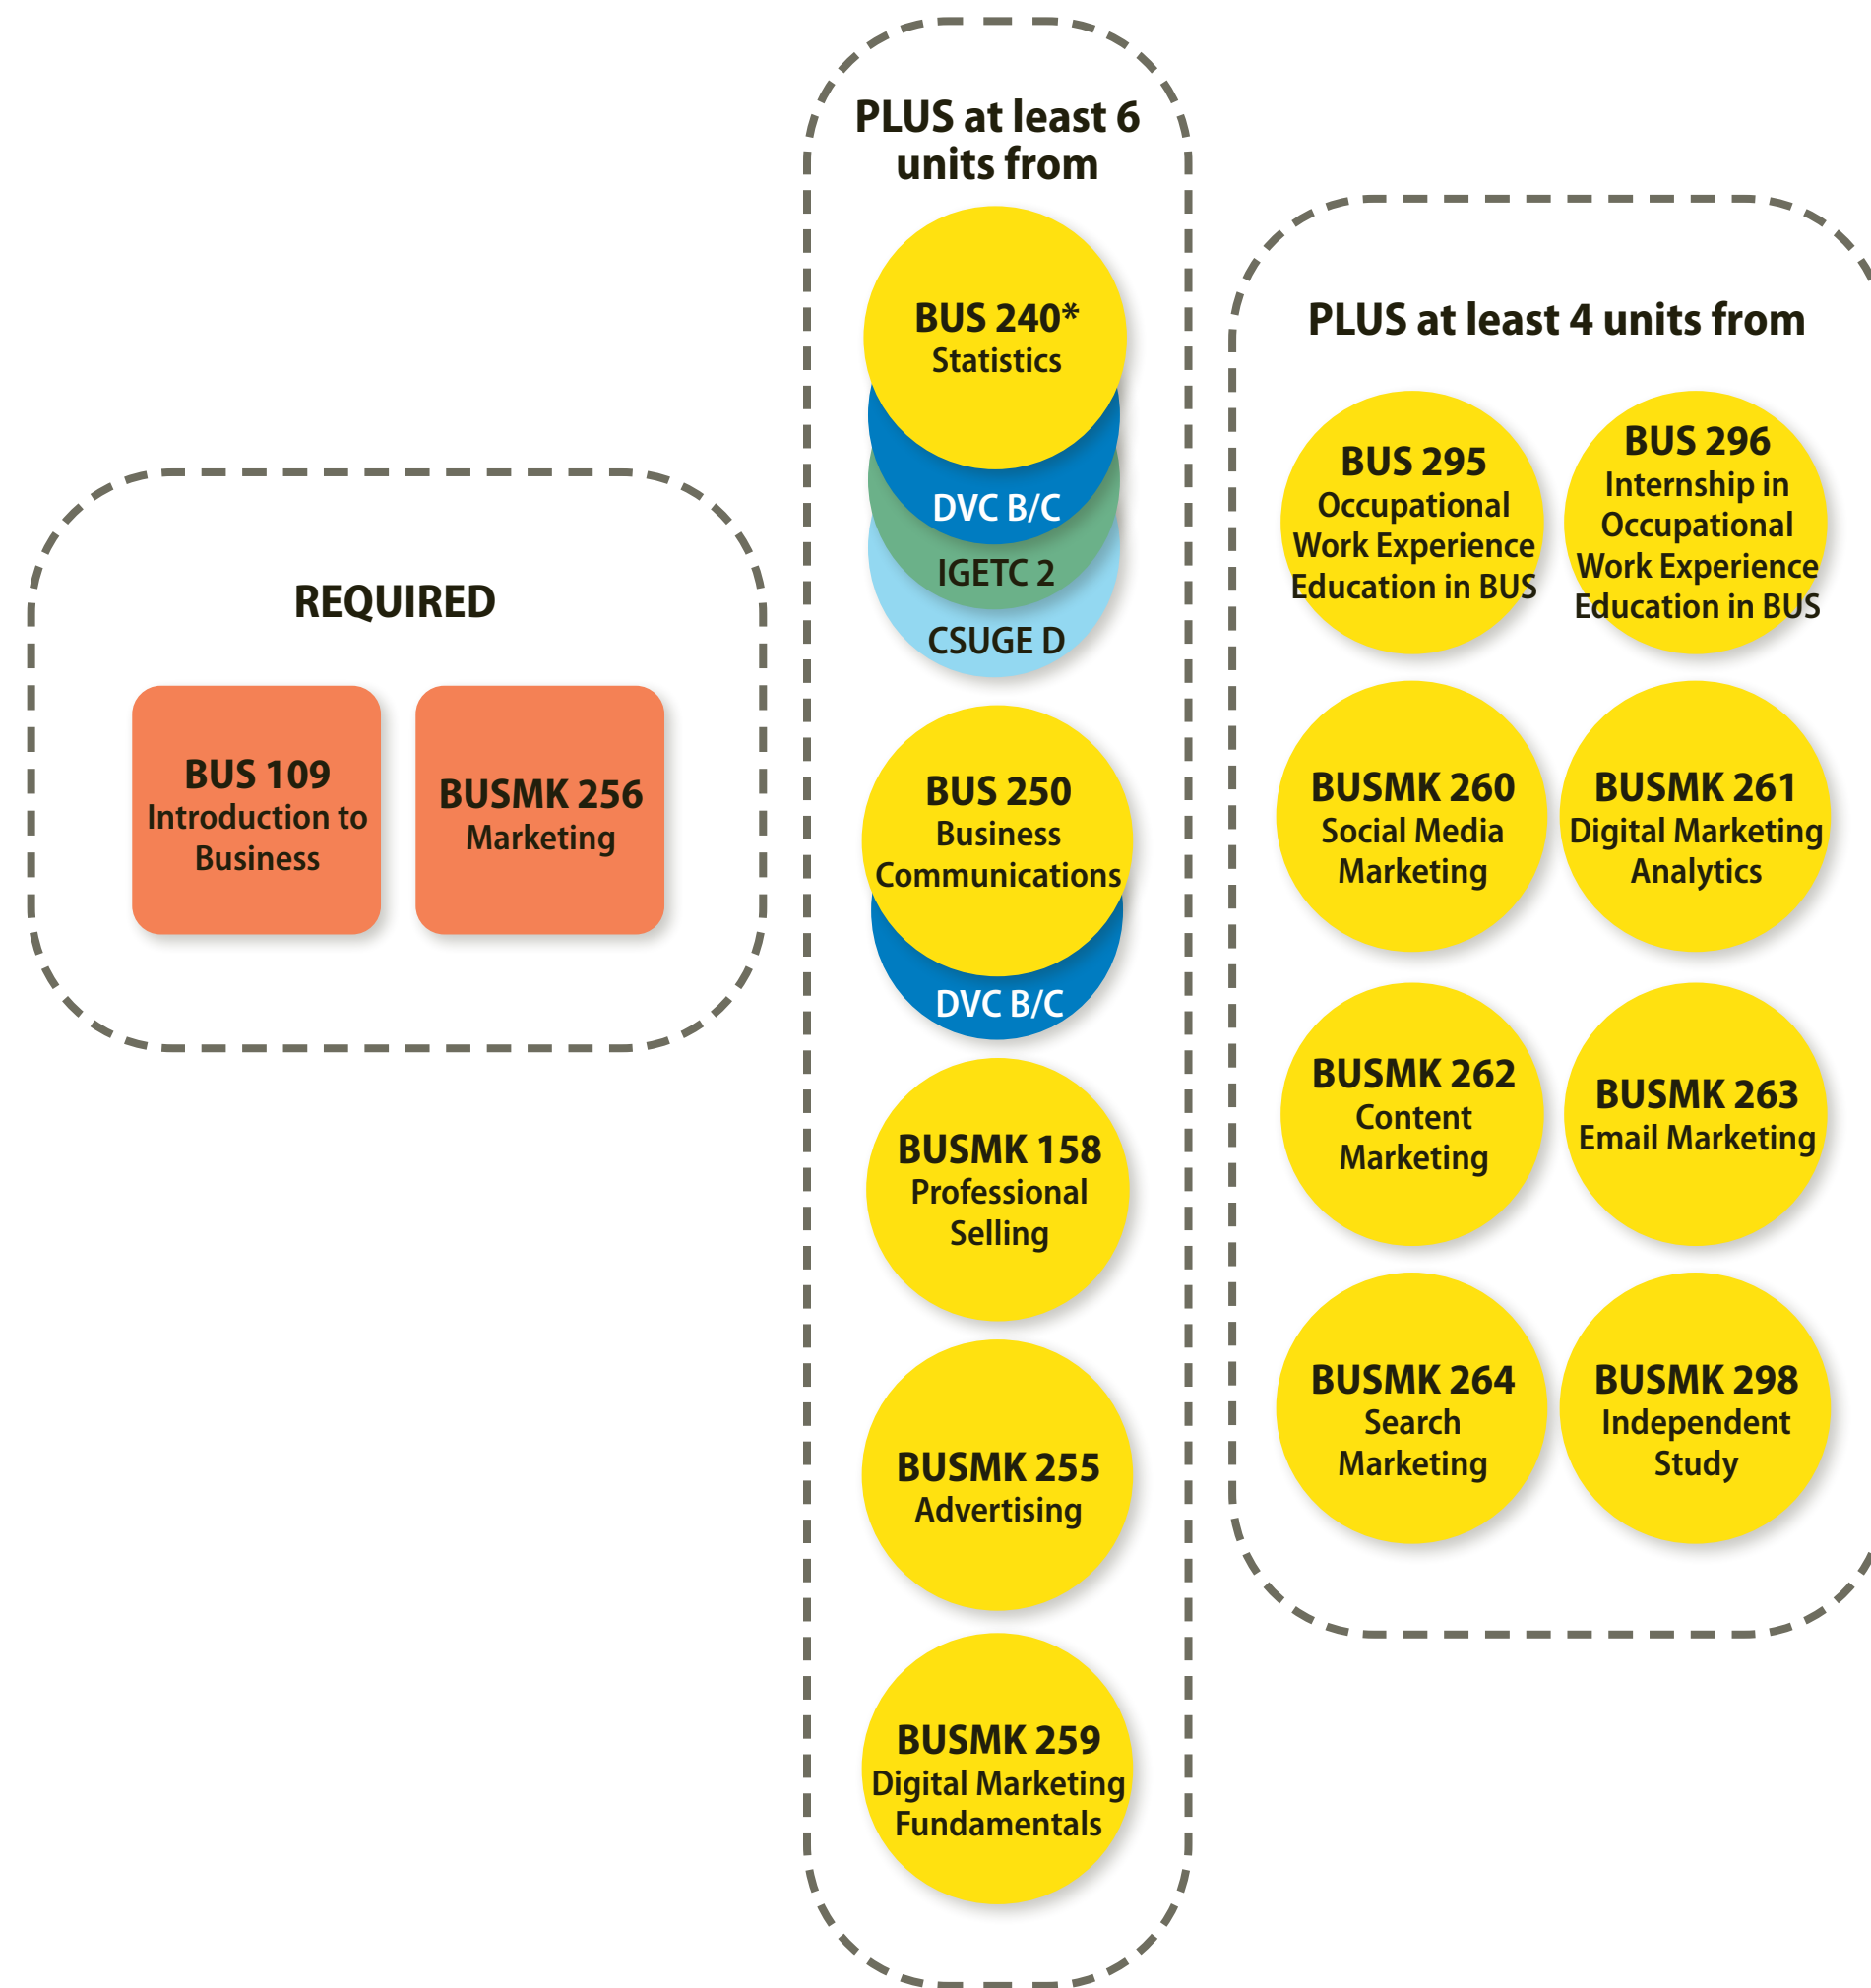 REQUIRED
BUS 109
Introduction to
Business
BUSMK 256
Marketing
PLUS at least 6
units from
BUS 240*
Statistics
DVC B/C
IGETC 2
CSUGE D
BUS 250
Business
Communications
DVC B/C
BUSMK 158
Professional
Selling
BUSMK 255
Advertising
BUSMK 259
Digital Marketing
Fundamentals
PLUS at least 4 units from
BUS 295
Occupational
Work Experience
Education in BUS
BUS 296
Internship in
Occupational
Work Experience
Education in BUS
BUSMK 260
Social Media
Marketing
BUSMK 261
Digital Marketing
Analytics
BUSMK 262
Content
Marketing
BUSMK 263
Email Marketing
BUSMK 264
Search
Marketing
BUSMK 298
Independent
Study